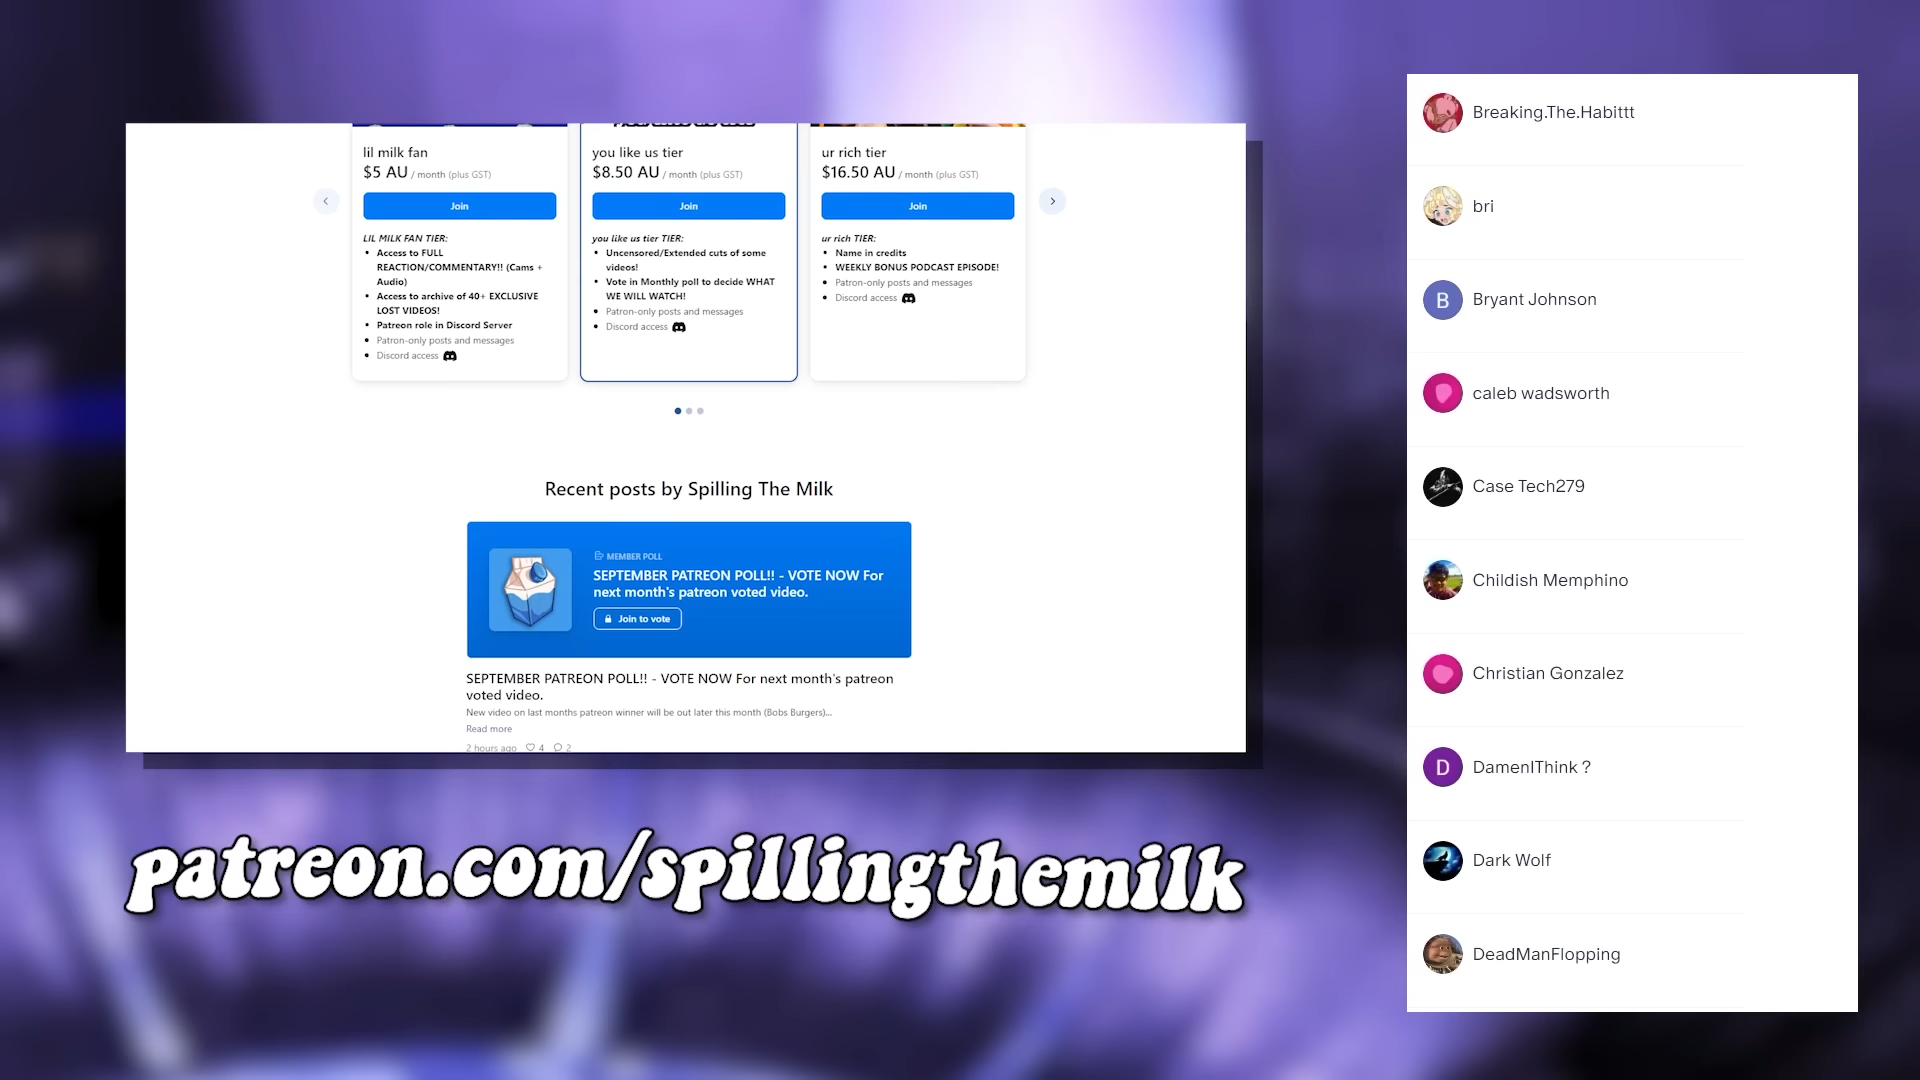 lil milk fan
$5 AU / month (plus GST)
Join
LIL MILK FAN TIER:
Access to FULL
REACTION/COMMENTARY!! (Cams +
Audio)
Access to archive of 40+ EXCLUSIVE
LOST VIDEOS!
Patreon role in Discord Server
Patron-only posts and messages
Discord access
you like us tier
$8.50 AU / month (plus GST)
Join
you like us tier TIER:
Uncensored/Extended cuts of some
videos!
Vote in Monthly poll to decide WHAT
WE WILL WATCH!
Patron-only posts and messages
Discord access
ur rich tier
$16.50 AU / month (plus GST)
Join
ur rich TIER:
Name in credits
WEEKLY BONUS PODCAST EPISODE!
Patron-only posts and messages
Discord access
Recent posts by Spilling The Milk
MEMBER POLL
SEPTEMBER PATREON POLL!! - VOTE NOW For
next month's patreon voted video.
Join to vote
SEPTEMBER PATREON POLL!! - VOTE NOW For next month's patreon
voted video.
New video on last months patreon winner will be out later this month (Bobs Burgers)...
Read more
2 hours ago 4 2
patreon.com/spillingthemilk
Breaking.The.Habittt
bri
B Bryant Johnson
caleb wadsworth
Case Tech279
Childish Memphino
Christian Gonzalez
D DamenIThink ?
Dark Wolf
DeadManFlopping